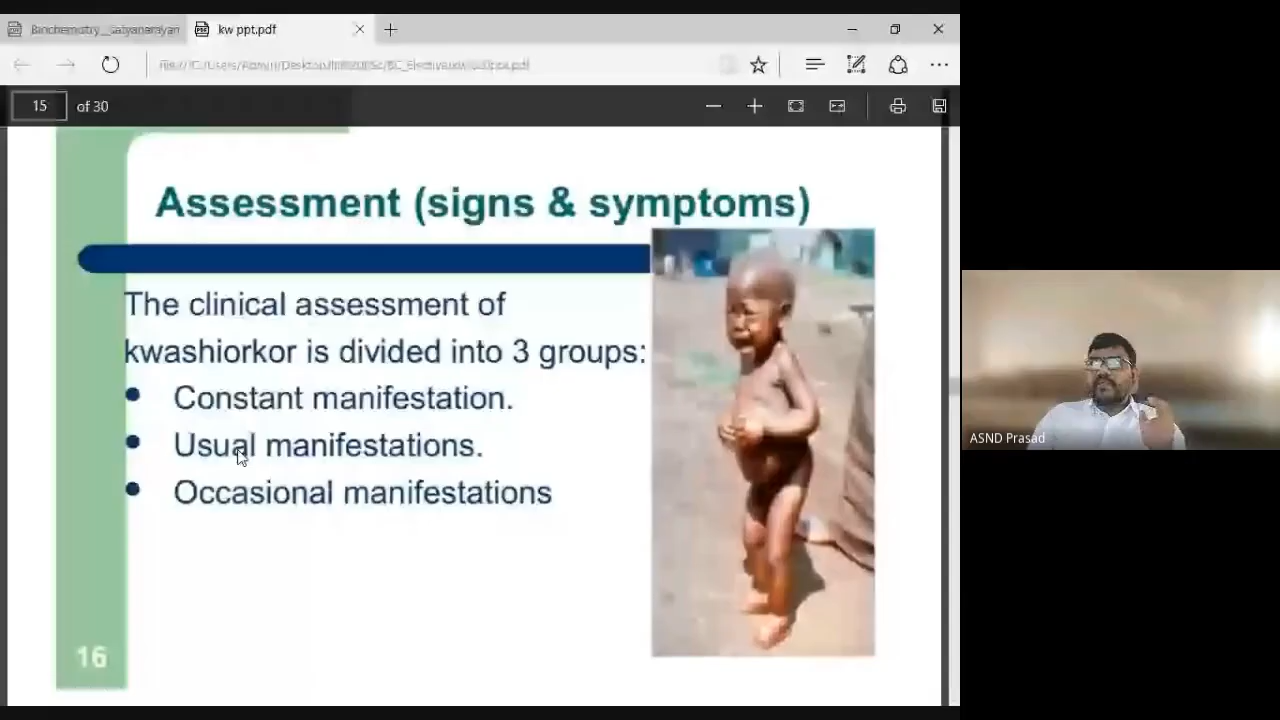 kw ppt.pdf
15 of 30
Assessment (signs & symptoms)
The clinical assessment of
kwashiorkor is divided into 3 groups:
Constant manifestation.
Usual manifestations.
Occasional manifestations
16
ASND Prasad